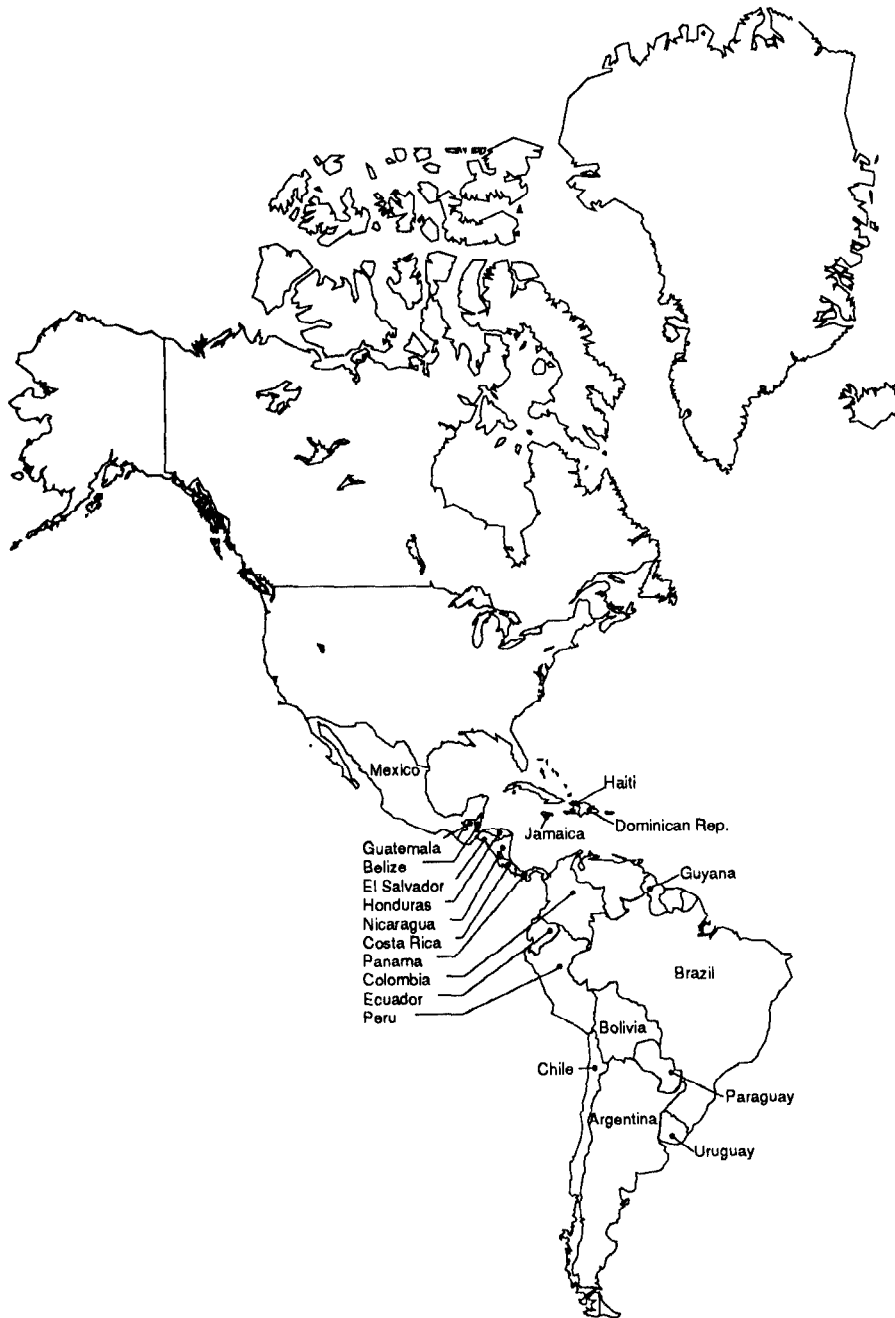 Mexico
Haiti
Jamaica
Dominican Rep.
Guatemala
Belize
El Salvador
Honduras
Nicaragua
Costa Rica
Panama
Colombia
Ecuador
Peru
Guyana
Brazil
Bolivia
Chile
Paraguay
Argentina
Uruguay